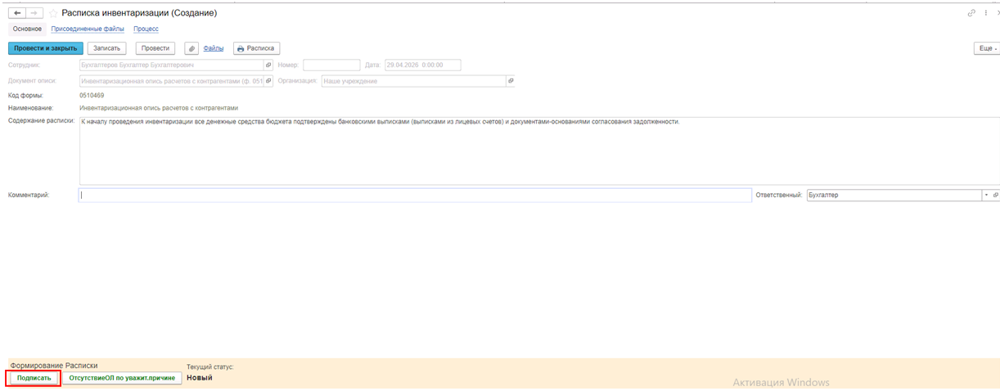 Расписка инвентаризации (Создание)
Основное Присоединенные файлы Процесс
Провести и закрыть Записать Провести Файлы Расписка Еще
Сотрудник: Бухгалтеров Бухгалтер Бухгалтерович Номер: Дата: 29.04.2026 0:00:00
Документ описи: Инвентаризационная опись расчетов с контрагентами (ф. 051 Организация: Наше учреждение
Код формы: 0510469
Наименование: Инвентаризационная опись расчетов с контрагентами
Содержание расписки: К началу проведения инвентаризации все денежные средства бюджета подтверждены банковскими выписками (выписками из лицевых счетов) и документами-основаниями согласования задолженности.
Комментарий: Ответственный: Бухгалтер
Формирование Расписки Текущий статус:
Подписать ОтсутствиеОЛ по уважит.причине Новый
Активация Windows